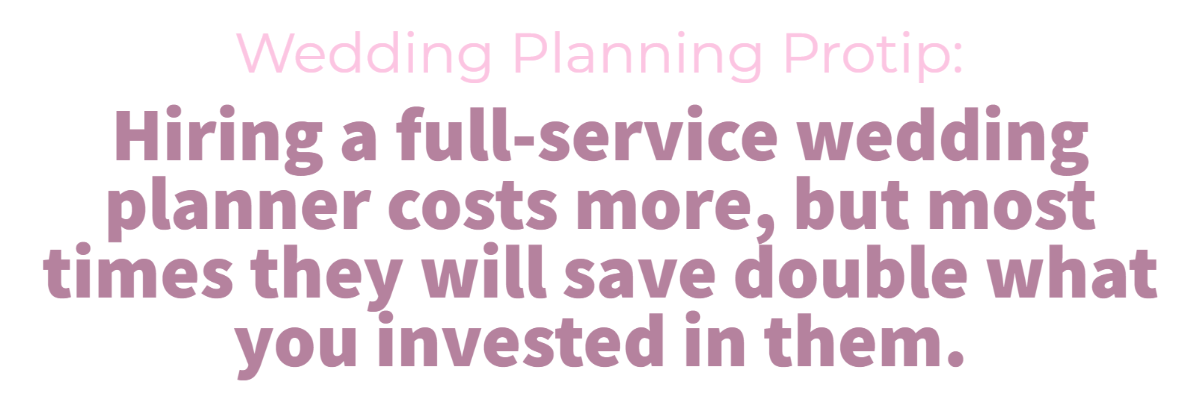 Wedding Planning Protip:
Hiring a full-service wedding
planner costs more, but most
times they will save double what
you invested in them.